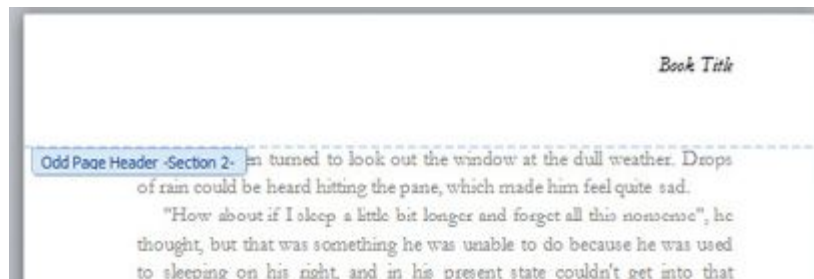 Book Title
Odd Page Header -Section 2-
turned to look out the window at the dull weather. Drops
of rain could be heard hitting the pane, which made him feel quite sad.
"How about if I sleep a little bit longer and forget all this nonsense", he
thought, but that was something he was unable to do because he was used
to sleeping on his right, and in his present state couldn't get into that